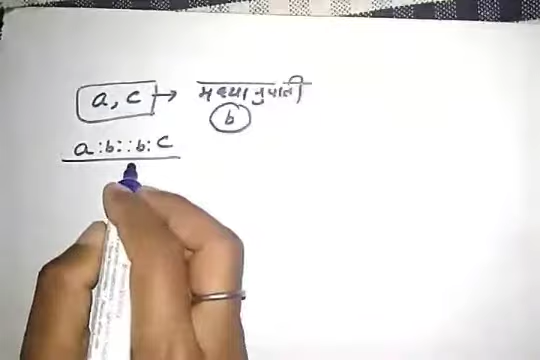 a, c → मध्यानुपाती
b
a : b : : b : c